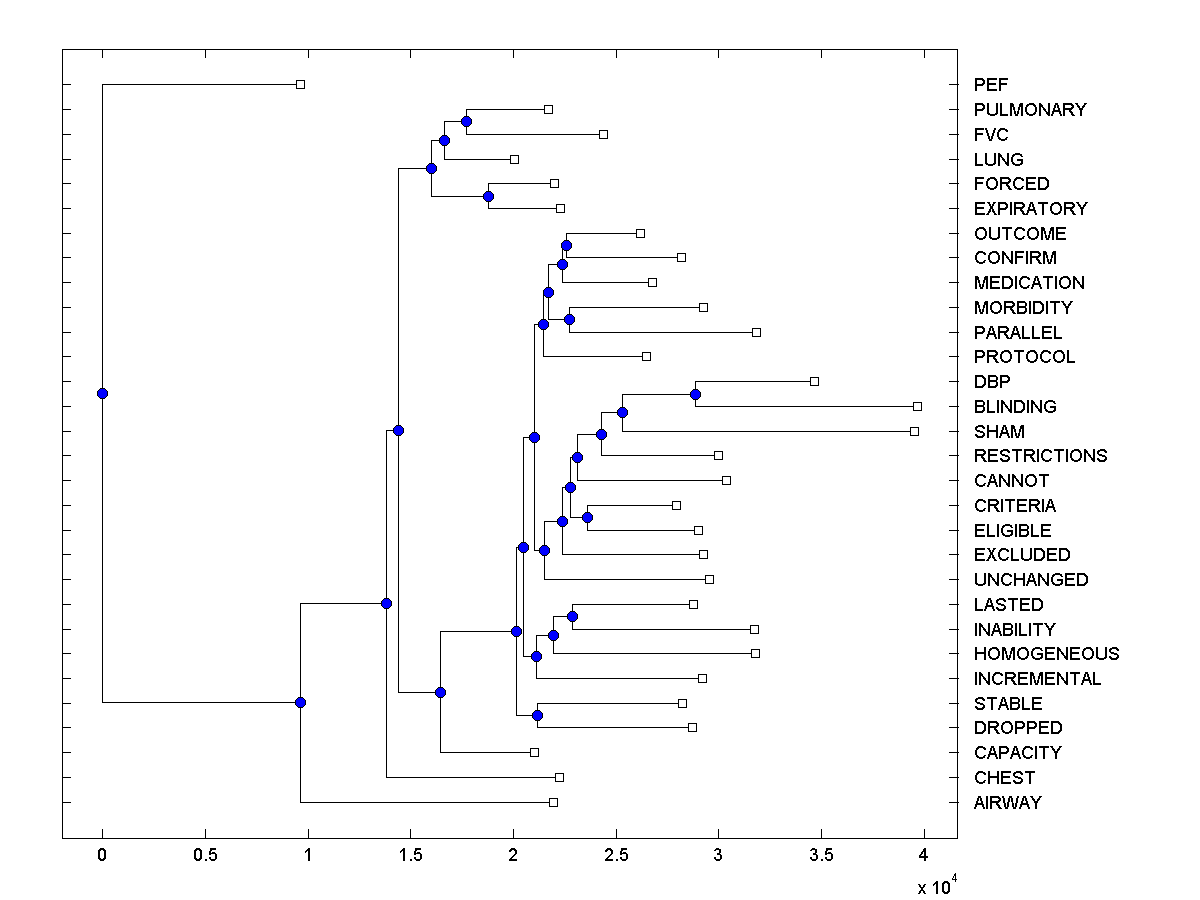 PEF
PULMONARY
FVC
LUNG
FORCED
EXPIRATORY
OUTCOME
CONFIRM
MEDICATION
MORBIDITY
PARALLEL
PROTOCOL
DBP
BLINDING
SHAM
RESTRICTIONS
CANNOT
CRITERIA
ELIGIBLE
EXCLUDED
UNCHANGED
LASTED
INABILITY
HOMOGENEOUS
INCREMENTAL
STABLE
DROPPED
CAPACITY
CHEST
AIRWAY
0 0.5 1 1.5 2 2.5 3 3.5 4
x 10^4